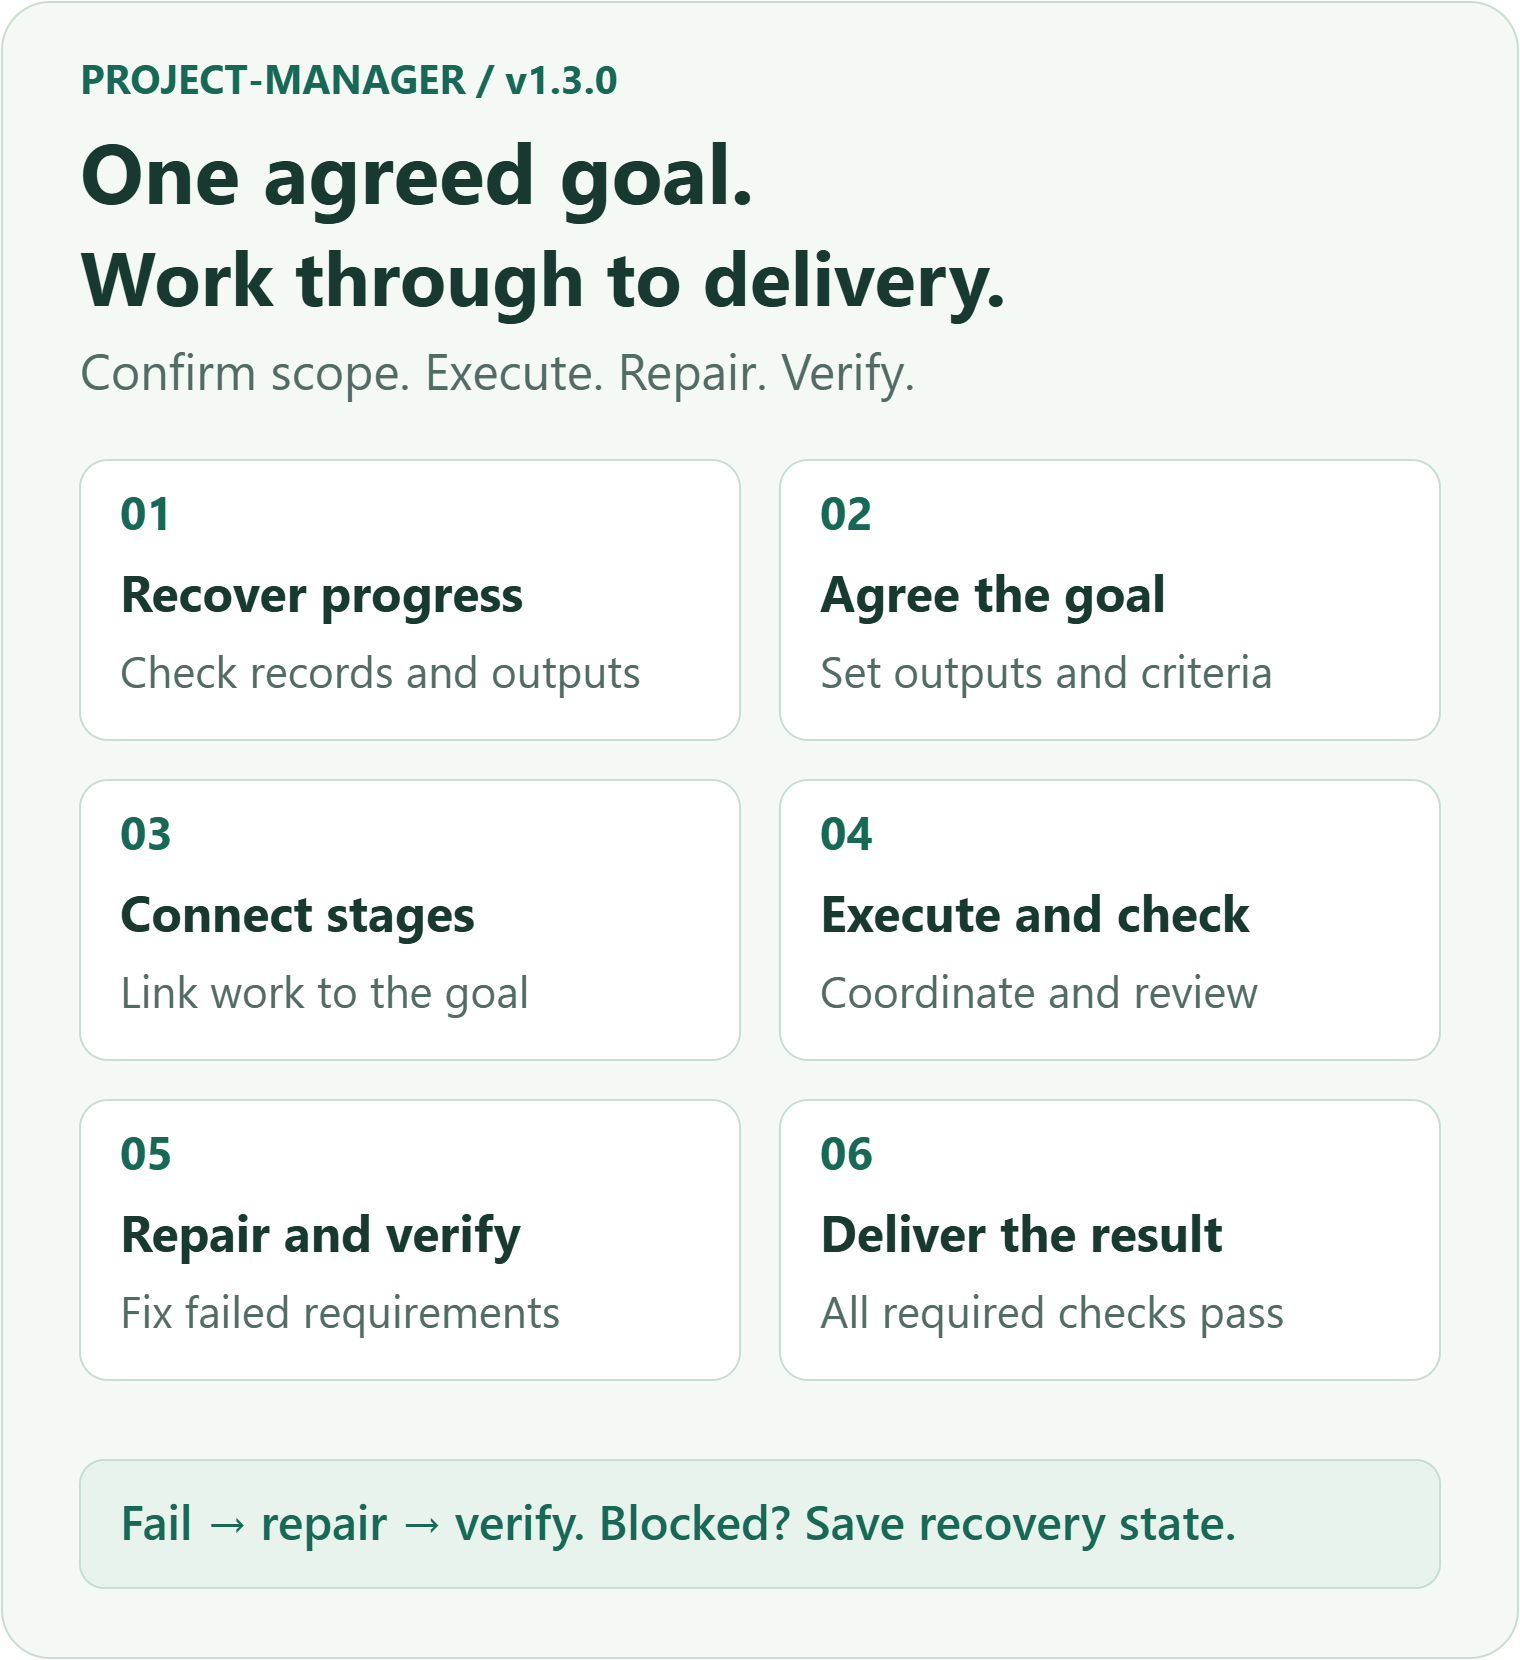 PROJECT-MANAGER / v1.3.0
One agreed goal.
Work through to delivery.
Confirm scope. Execute. Repair. Verify.
01
Recover progress
Check records and outputs
02
Agree the goal
Set outputs and criteria
03
Connect stages
Link work to the goal
04
Execute and check
Coordinate and review
05
Repair and verify
Fix failed requirements
06
Deliver the result
All required checks pass
Fail → repair → verify. Blocked? Save recovery state.